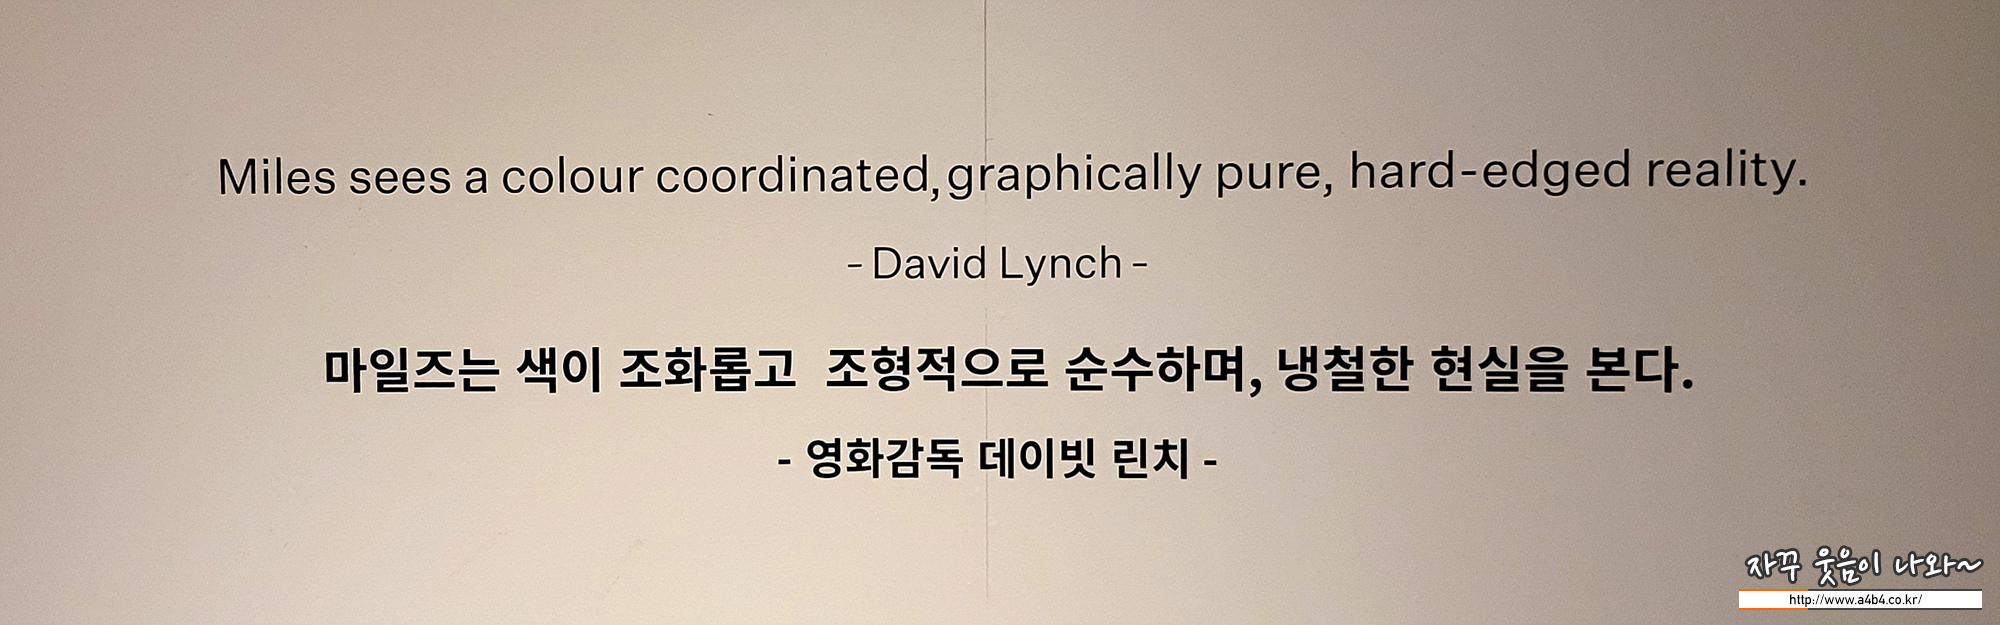 Miles sees a colour coordinated,graphically pure, hard-edged reality.
- David Lynch -
마일즈는 색이 조화롭고 조형적으로 순수하며, 냉철한 현실을 본다.
- 영화감독 데이빗 린치 -
자꾸 웃음이 나와~
http://www.a4b4.co.kr/